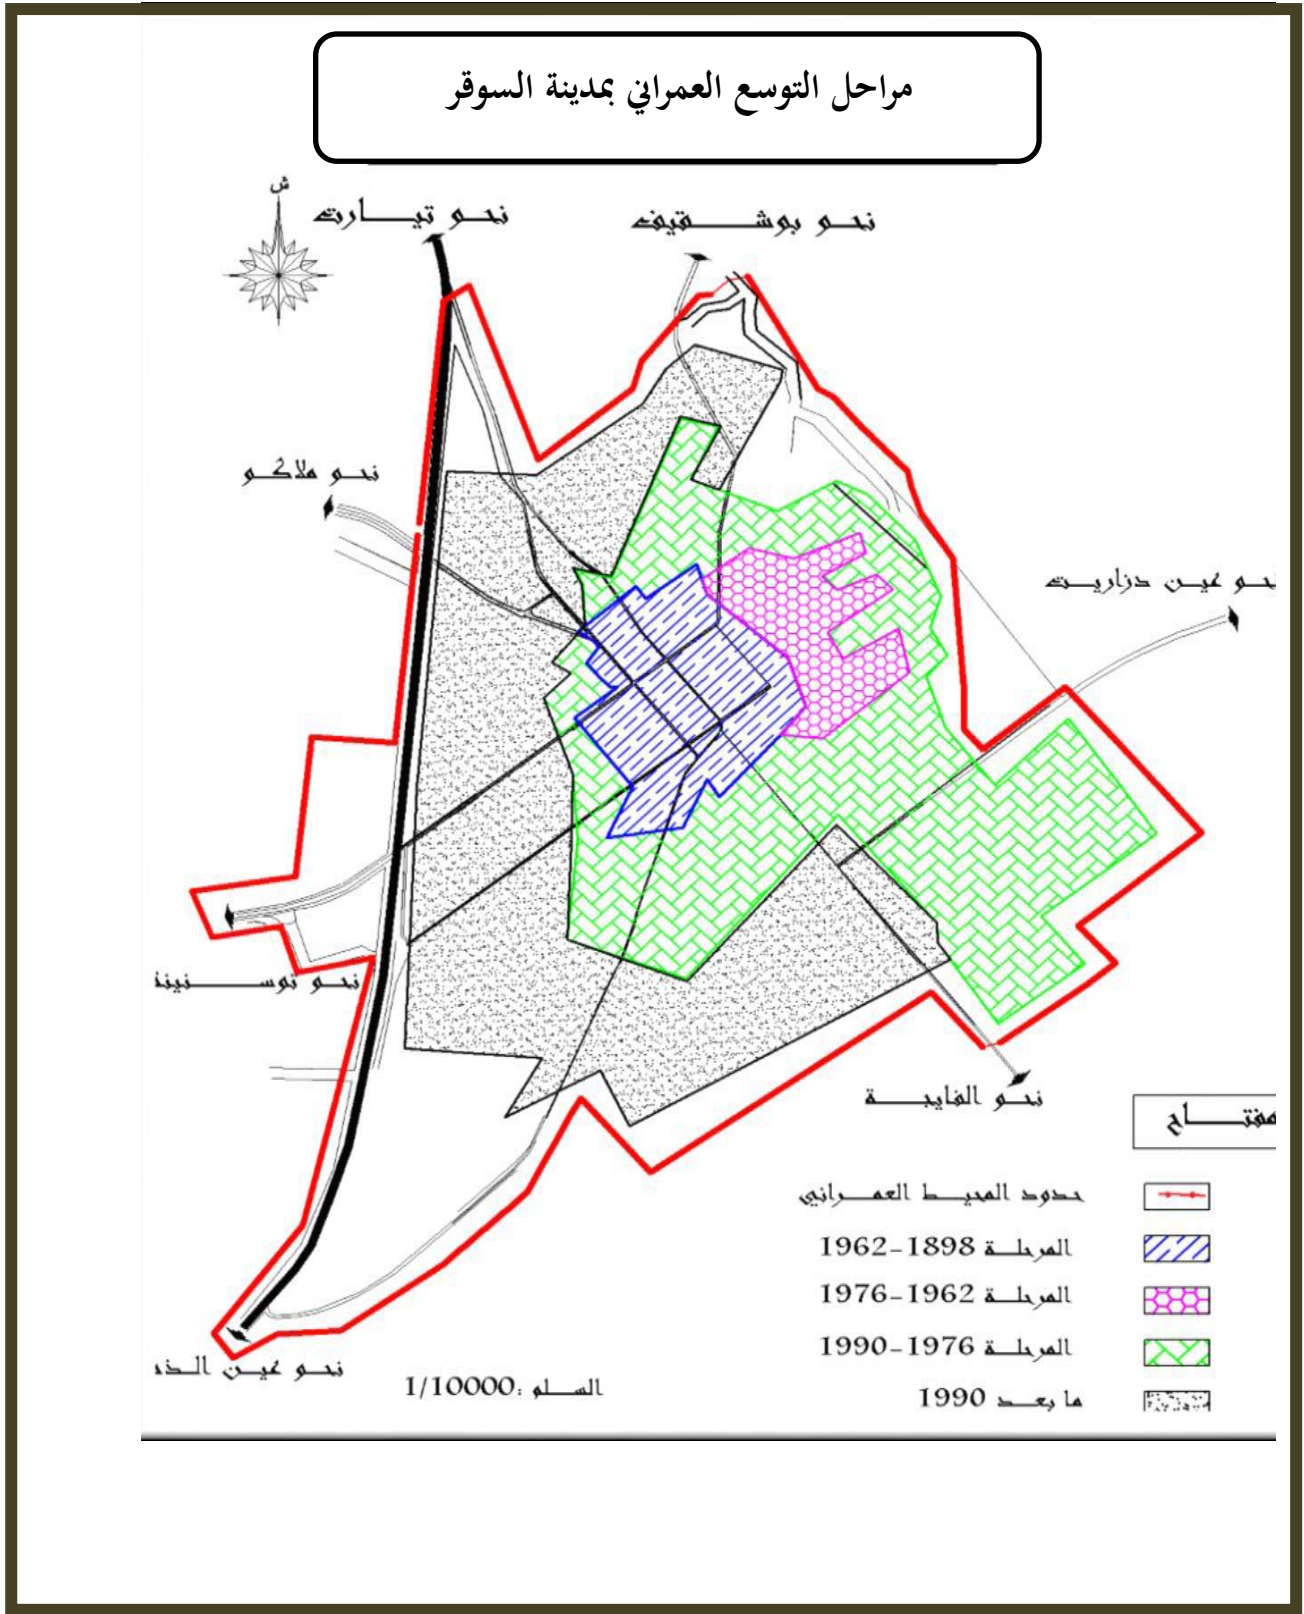 مراحل التوسع العمراني بمدينة السوقر
ش
نحو تيارت
نحو بوشقيف
نحو ملاكو
نحو عين دزاريت
نحو توسنينة
نحو الفايجة
مفتاح
حدود المحيط العمراني
المرحلة 1898-1962
المرحلة 1962-1976
المرحلة 1976-1990
ما بعد 1990
نحو عين الذ
السلم :1/10000